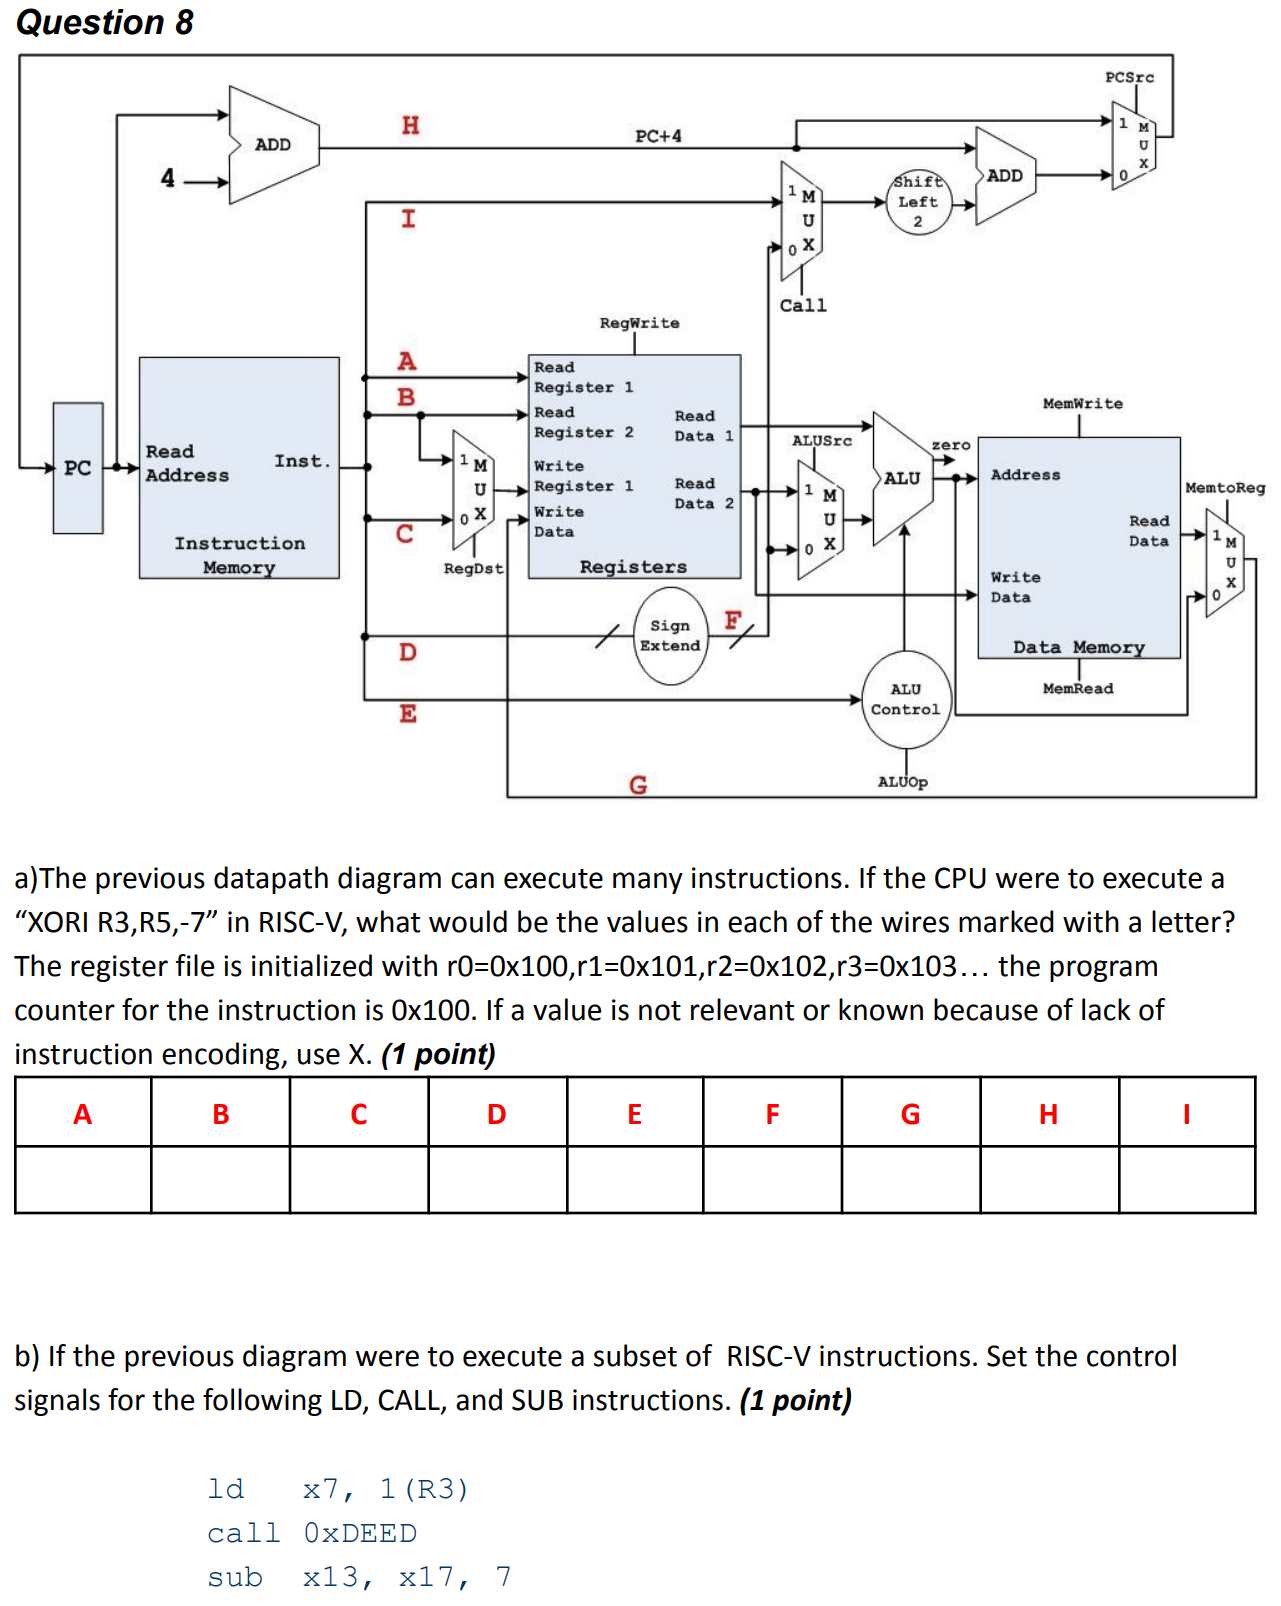 Question 8
PCSrc
H
ADD
4
PC+4
1 M
U
X
0
1 M
U
0 X
Shift
Left
2
ADD
I
Call
RegWrite
A
B
C
Read
Register 1
Read
Register 2
Write
Register 1
Write
Data
Read
Data 1
Read
Data 2
Registers
PC
Read
Address
Inst.
Instruction
Memory
1 M
U
0 X
RegDst
ALUSrc
1 M
U
0 X
zero
ALU
MemWrite
Address
Read
Data
Write
Data
Data Memory
MemRead
MemtoReg
1 M
U
X
0
Sign
Extend
F
D
E
ALU
Control
ALUOp
G
a)The previous datapath diagram can execute many instructions. If the CPU were to execute a
“XORI R3,R5,-7” in RISC-V, what would be the values in each of the wires marked with a letter?
The register file is initialized with r0=0x100,r1=0x101,r2=0x102,r3=0x103… the program
counter for the instruction is 0x100. If a value is not relevant or known because of lack of
instruction encoding, use X. (1 point)
A B C D E F G H I
b) If the previous diagram were to execute a subset of  RISC-V instructions. Set the control
signals for the following LD, CALL, and SUB instructions. (1 point)
ld x7, 1(R3)
call 0xDEED
sub x13, x17, 7